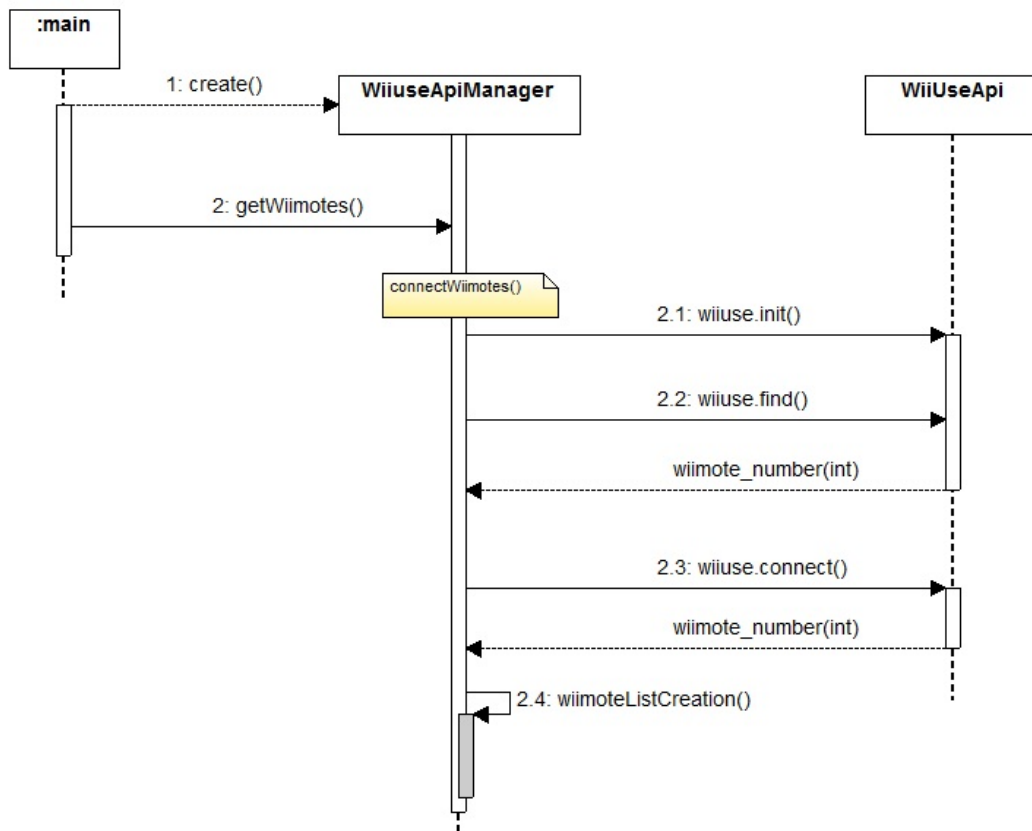 :main
1: create()
WiiuseApiManager
WiiUseApi
2: getWiimotes()
connectWiimotes()
2.1: wiiuse.init()
2.2: wiiuse.find()
wiimote_number(int)
2.3: wiiuse.connect()
wiimote_number(int)
2.4: wiimoteListCreation()